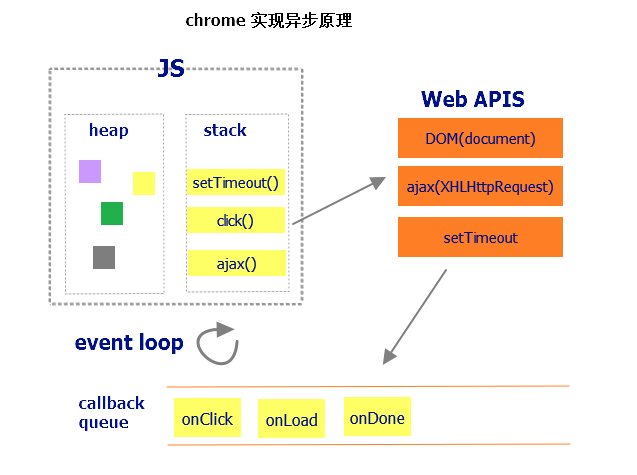 chrome 实现异步原理
JS
heap
stack
setTimeout()
click()
ajax()
Web APIS
DOM(document)
ajax(XHLHttpRequest)
setTimeout
event loop
callback
queue
onClick
onLoad
onDone